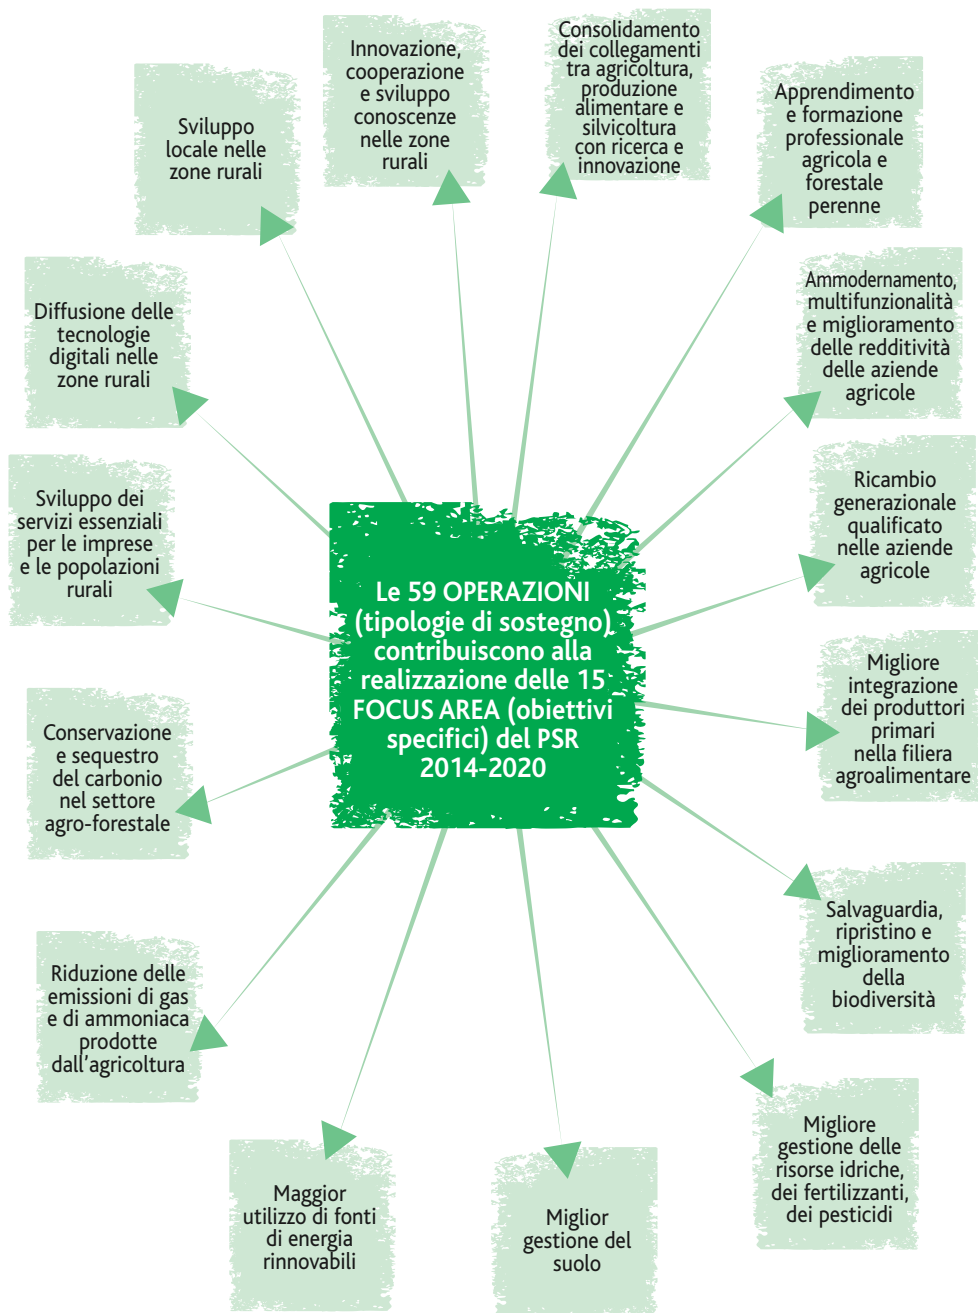 Innovazione,
cooperazione
e sviluppo
conoscenze
nelle zone
rurali
Consolidamento
dei collegamenti
tra agricoltura,
produzione
alimentare e
silvicoltura
con ricerca e
innovazione
Apprendimento
e formazione
professionale
agricola e
forestale
perenne
Sviluppo
locale nelle
zone rurali
Ammodernamento,
multifunzionalità
e miglioramento
delle redditività
delle aziende
agricole
Diffusione delle
tecnologie
digitali nelle
zone rurali
Ricambio
generazionale
qualificato
nelle aziende
agricole
Sviluppo dei
servizi essenziali
per le imprese
e le popolazioni
rurali
Le 59 OPERAZIONI
(tipologie di sostegno)
contribuiscono alla
realizzazione delle 15
FOCUS AREA (obiettivi
specifici) del PSR
2014-2020
Migliore
integrazione
dei produttori
primari
nella filiera
agroalimentare
Conservazione
e sequestro
del carbonio
nel settore
agro-forestale
Salvaguardia,
ripristino e
miglioramento
della
biodiversità
Riduzione delle
emissioni di gas
e di ammoniaca
prodotte
dall'agricoltura
Migliore
gestione delle
risorse idriche,
dei fertilizzanti,
dei pesticidi
Maggior
utilizzo di fonti
di energia
rinnovabili
Miglior
gestione del
suolo